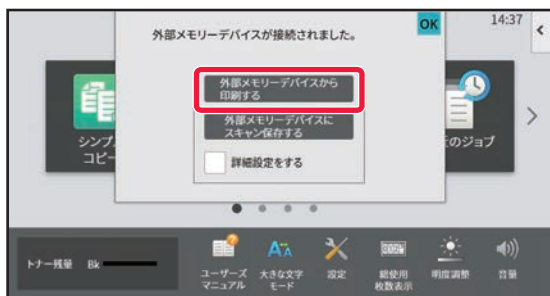 外部メモリーデバイスが接続されました。
OK
14:37
外部メモリーデバイスから
印刷する
外部メモリーデバイスに
スキャン保存する
詳細設定をする
シンプ
コピ
のジョブ
トナー残量 Bk
ユーザーズ
マニュアル
大きな文字
モード
設定
総使用
枚数表示
明度調整
音量